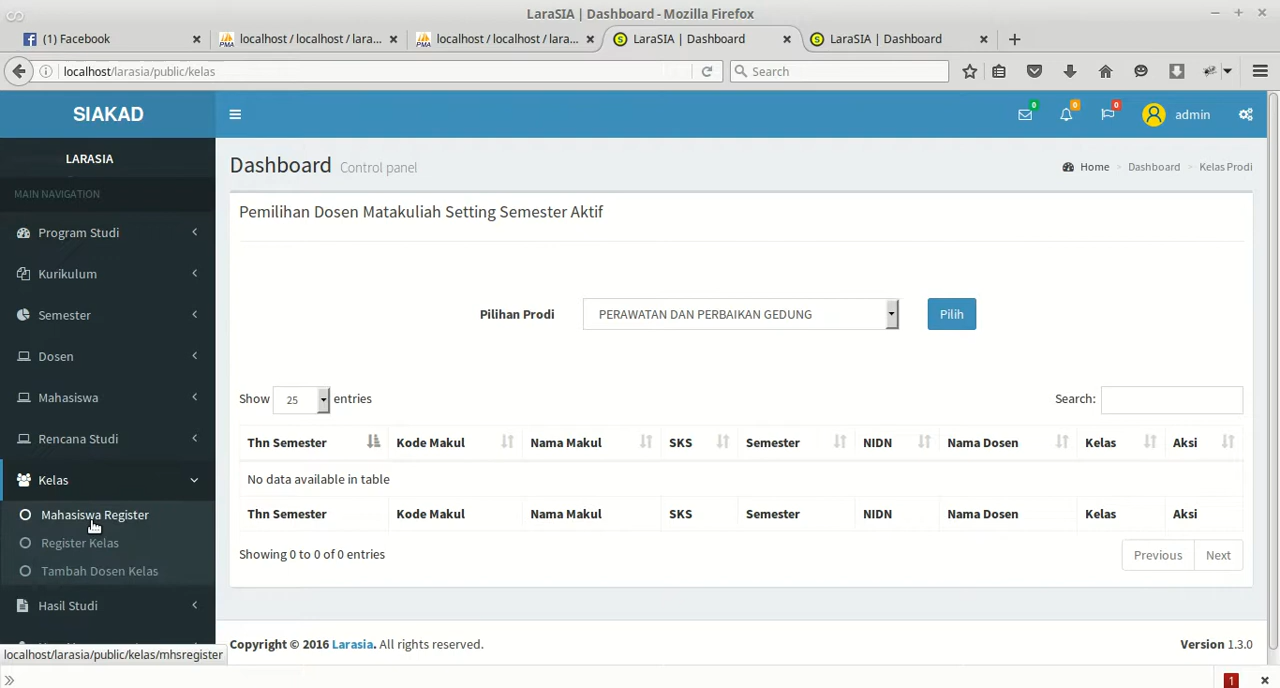 LaraSIA | Dashboard - Mozilla Firefox
(1) Facebook
localhost / localhost / lara...
localhost / localhost / lara...
LaraSIA | Dashboard
LaraSIA | Dashboard
localhost/larasia/public/kelas
Search
SIAKAD
0
0
0
admin
LARASIA
Dashboard Control panel
Home > Dashboard > Kelas Prodi
MAIN NAVIGATION
Program Studi
Kurikulum
Semester
Dosen
Mahasiswa
Rencana Studi
Kelas
Mahasiswa Register
Register Kelas
Tambah Dosen Kelas
Hasil Studi
localhost/larasia/public/kelas/mhsregister
Pemilihan Dosen Matakuliah Setting Semester Aktif
Pilihan Prodi PERAWATAN DAN PERBAIKAN GEDUNG Pilih
Show 25 entries
Search:
Thn Semester Kode Makul Nama Makul SKS Semester NIDN Nama Dosen Kelas Aksi
No data available in table
Thn Semester Kode Makul Nama Makul SKS Semester NIDN Nama Dosen Kelas Aksi
Showing 0 to 0 of 0 entries
Previous Next
Copyright © 2016 Larasia. All rights reserved.
Version 1.3.0
1